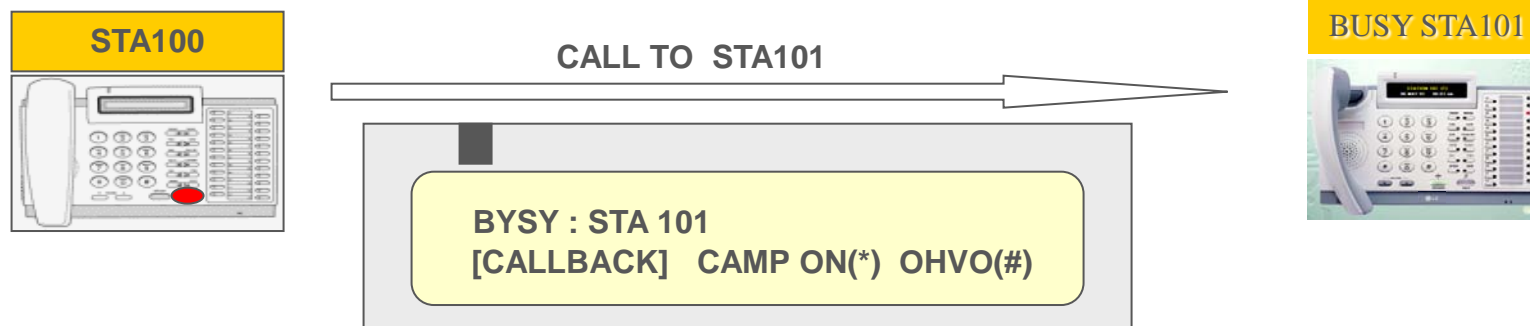 STA100
CALL TO STA101
BUSY STA101
BYSY : STA 101
[CALLBACK] CAMP ON(*) OHVO(#)